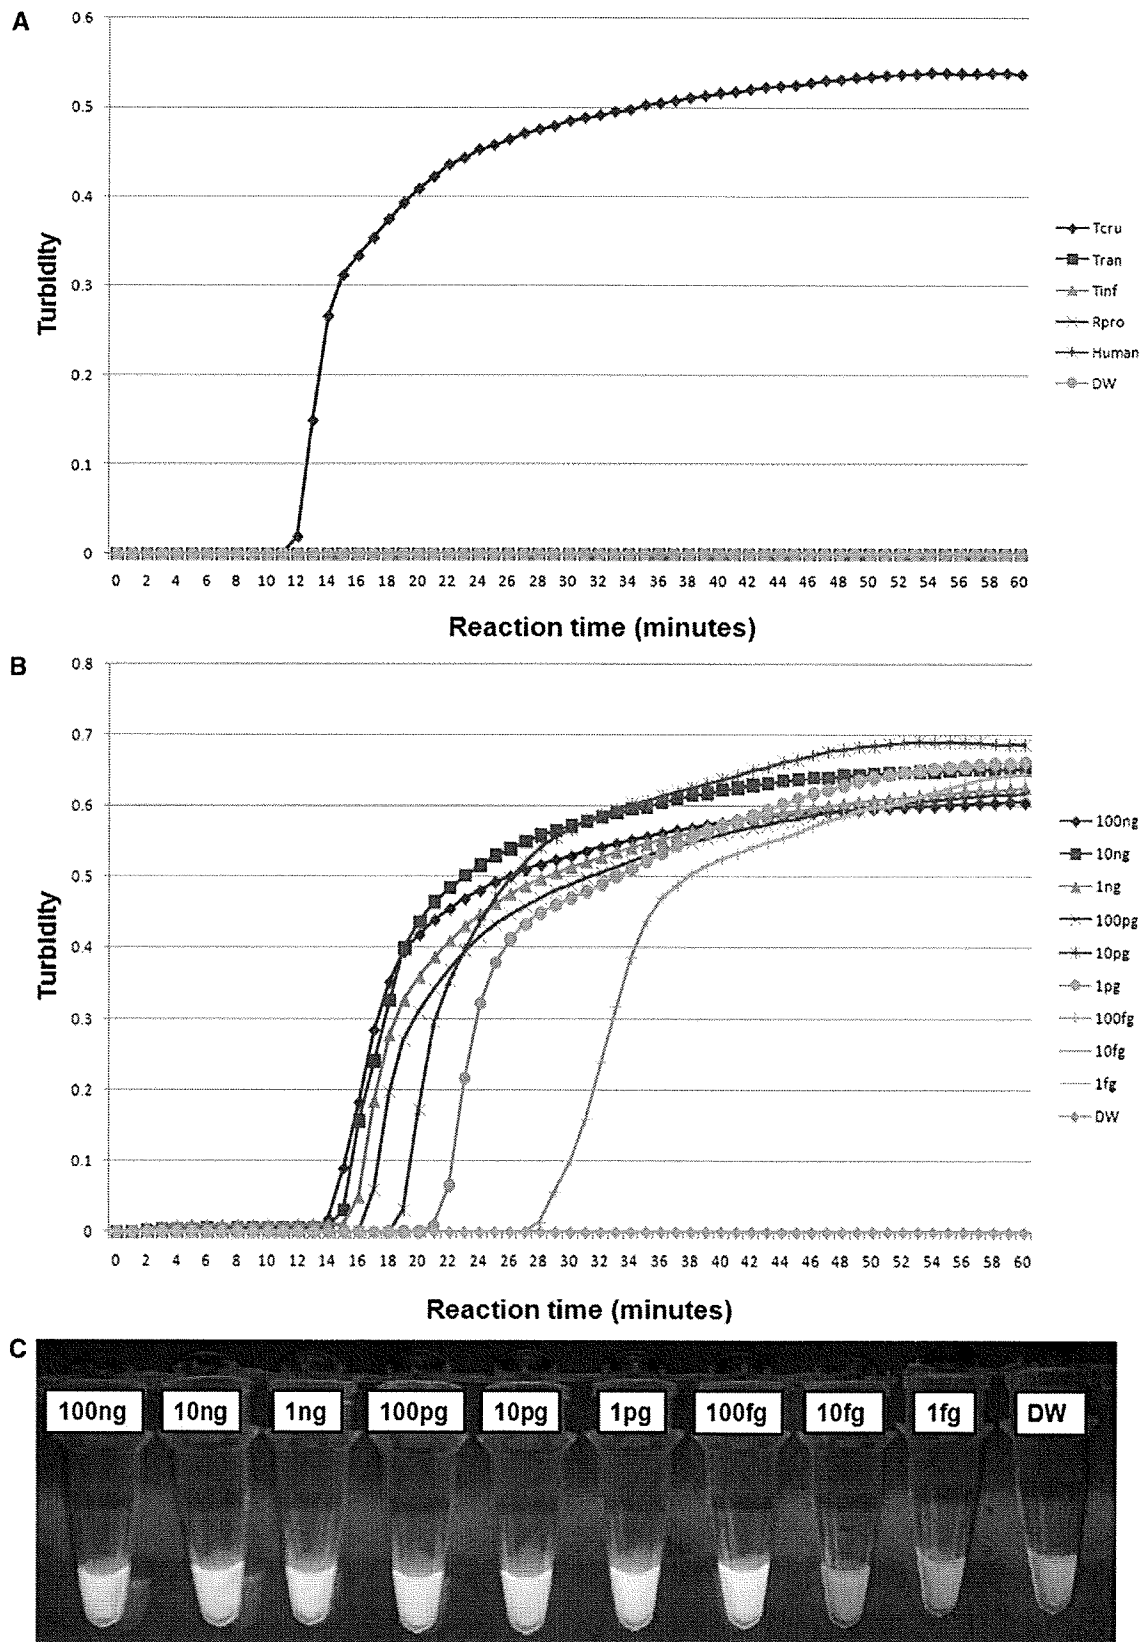 A
0.6
0.5
0.4
0.3
0.2
0.1
0
Turbidity
0 2 4 6 8 10 12 14 16 18 20 22 24 26 28 30 32 34 36 38 40 42 44 46 48 50 52 54 56 58 60
Reaction time (minutes)
Tcru
Tran
Tinf
Rpro
Human
DW
B
0.8
0.7
0.6
0.5
0.4
0.3
0.2
0.1
0
Turbidity
0 2 4 6 8 10 12 14 16 18 20 22 24 26 28 30 32 34 36 38 40 42 44 46 48 50 52 54 56 58 60
Reaction time (minutes)
100ng
10ng
1ng
100pg
10pg
1pg
100fg
10fg
1fg
DW
C
100ng 10ng 1ng 100pg 10pg 1pg 100fg 10fg 1fg DW